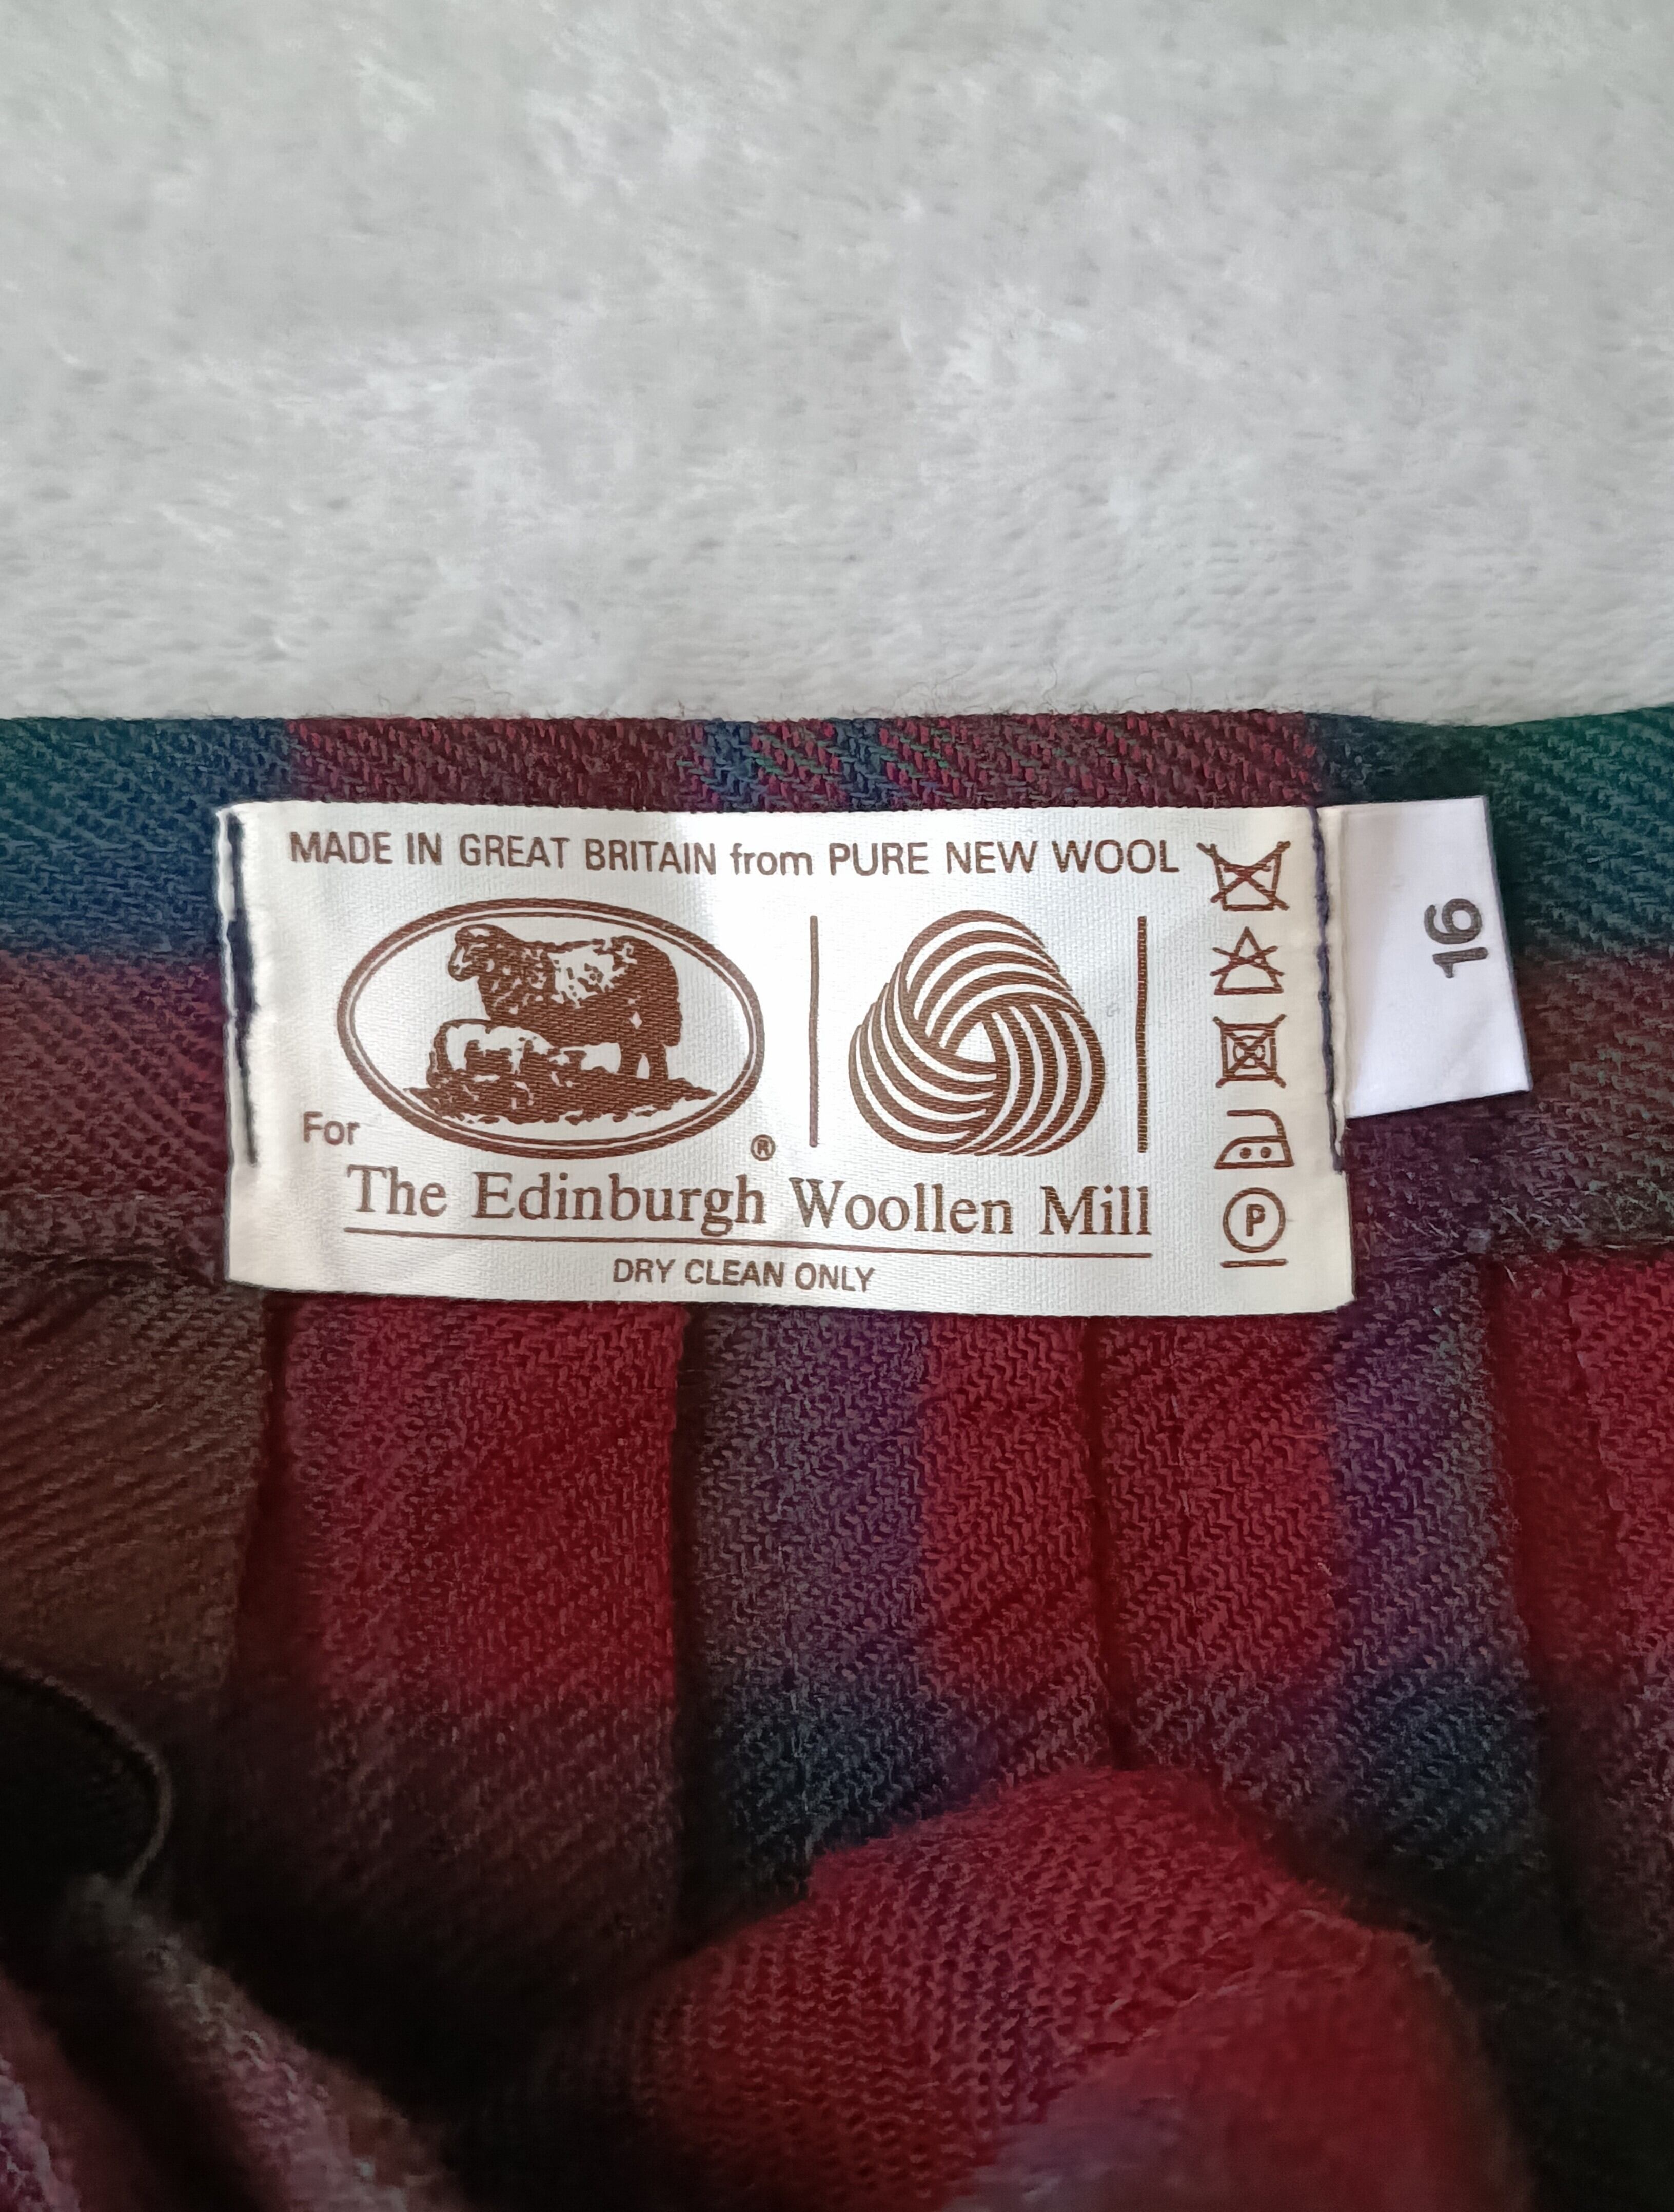 MADE IN GREAT BRITAIN from PURE NEW WOOL
For
®
The Edinburgh Woollen Mill
DRY CLEAN ONLY
P
16